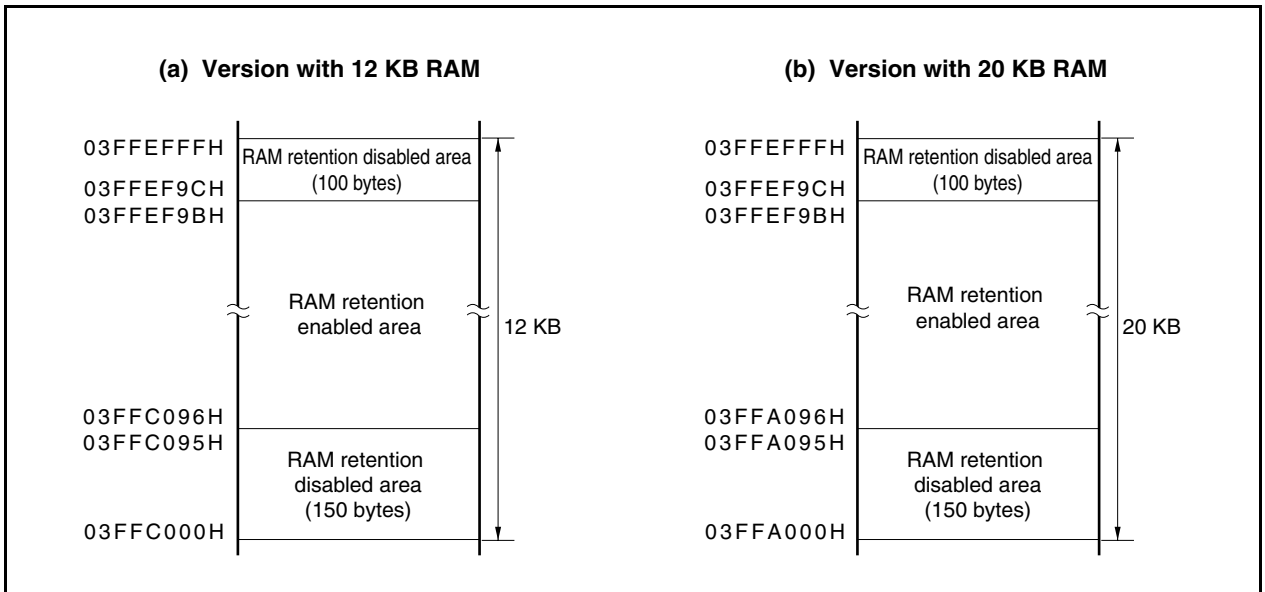 (a) Version with 12 KB RAM
03FFEFFFH
RAM retention disabled area
(100 bytes)
03FFEF9CH
03FFEF9BH
RAM retention
enabled area
12 KB
03FFC096H
03FFC095H
RAM retention
disabled area
(150 bytes)
03FFC000H
(b) Version with 20 KB RAM
03FFEFFFH
RAM retention disabled area
(100 bytes)
03FFEF9CH
03FFEF9BH
RAM retention
enabled area
20 KB
03FFA096H
03FFA095H
RAM retention
disabled area
(150 bytes)
03FFA000H